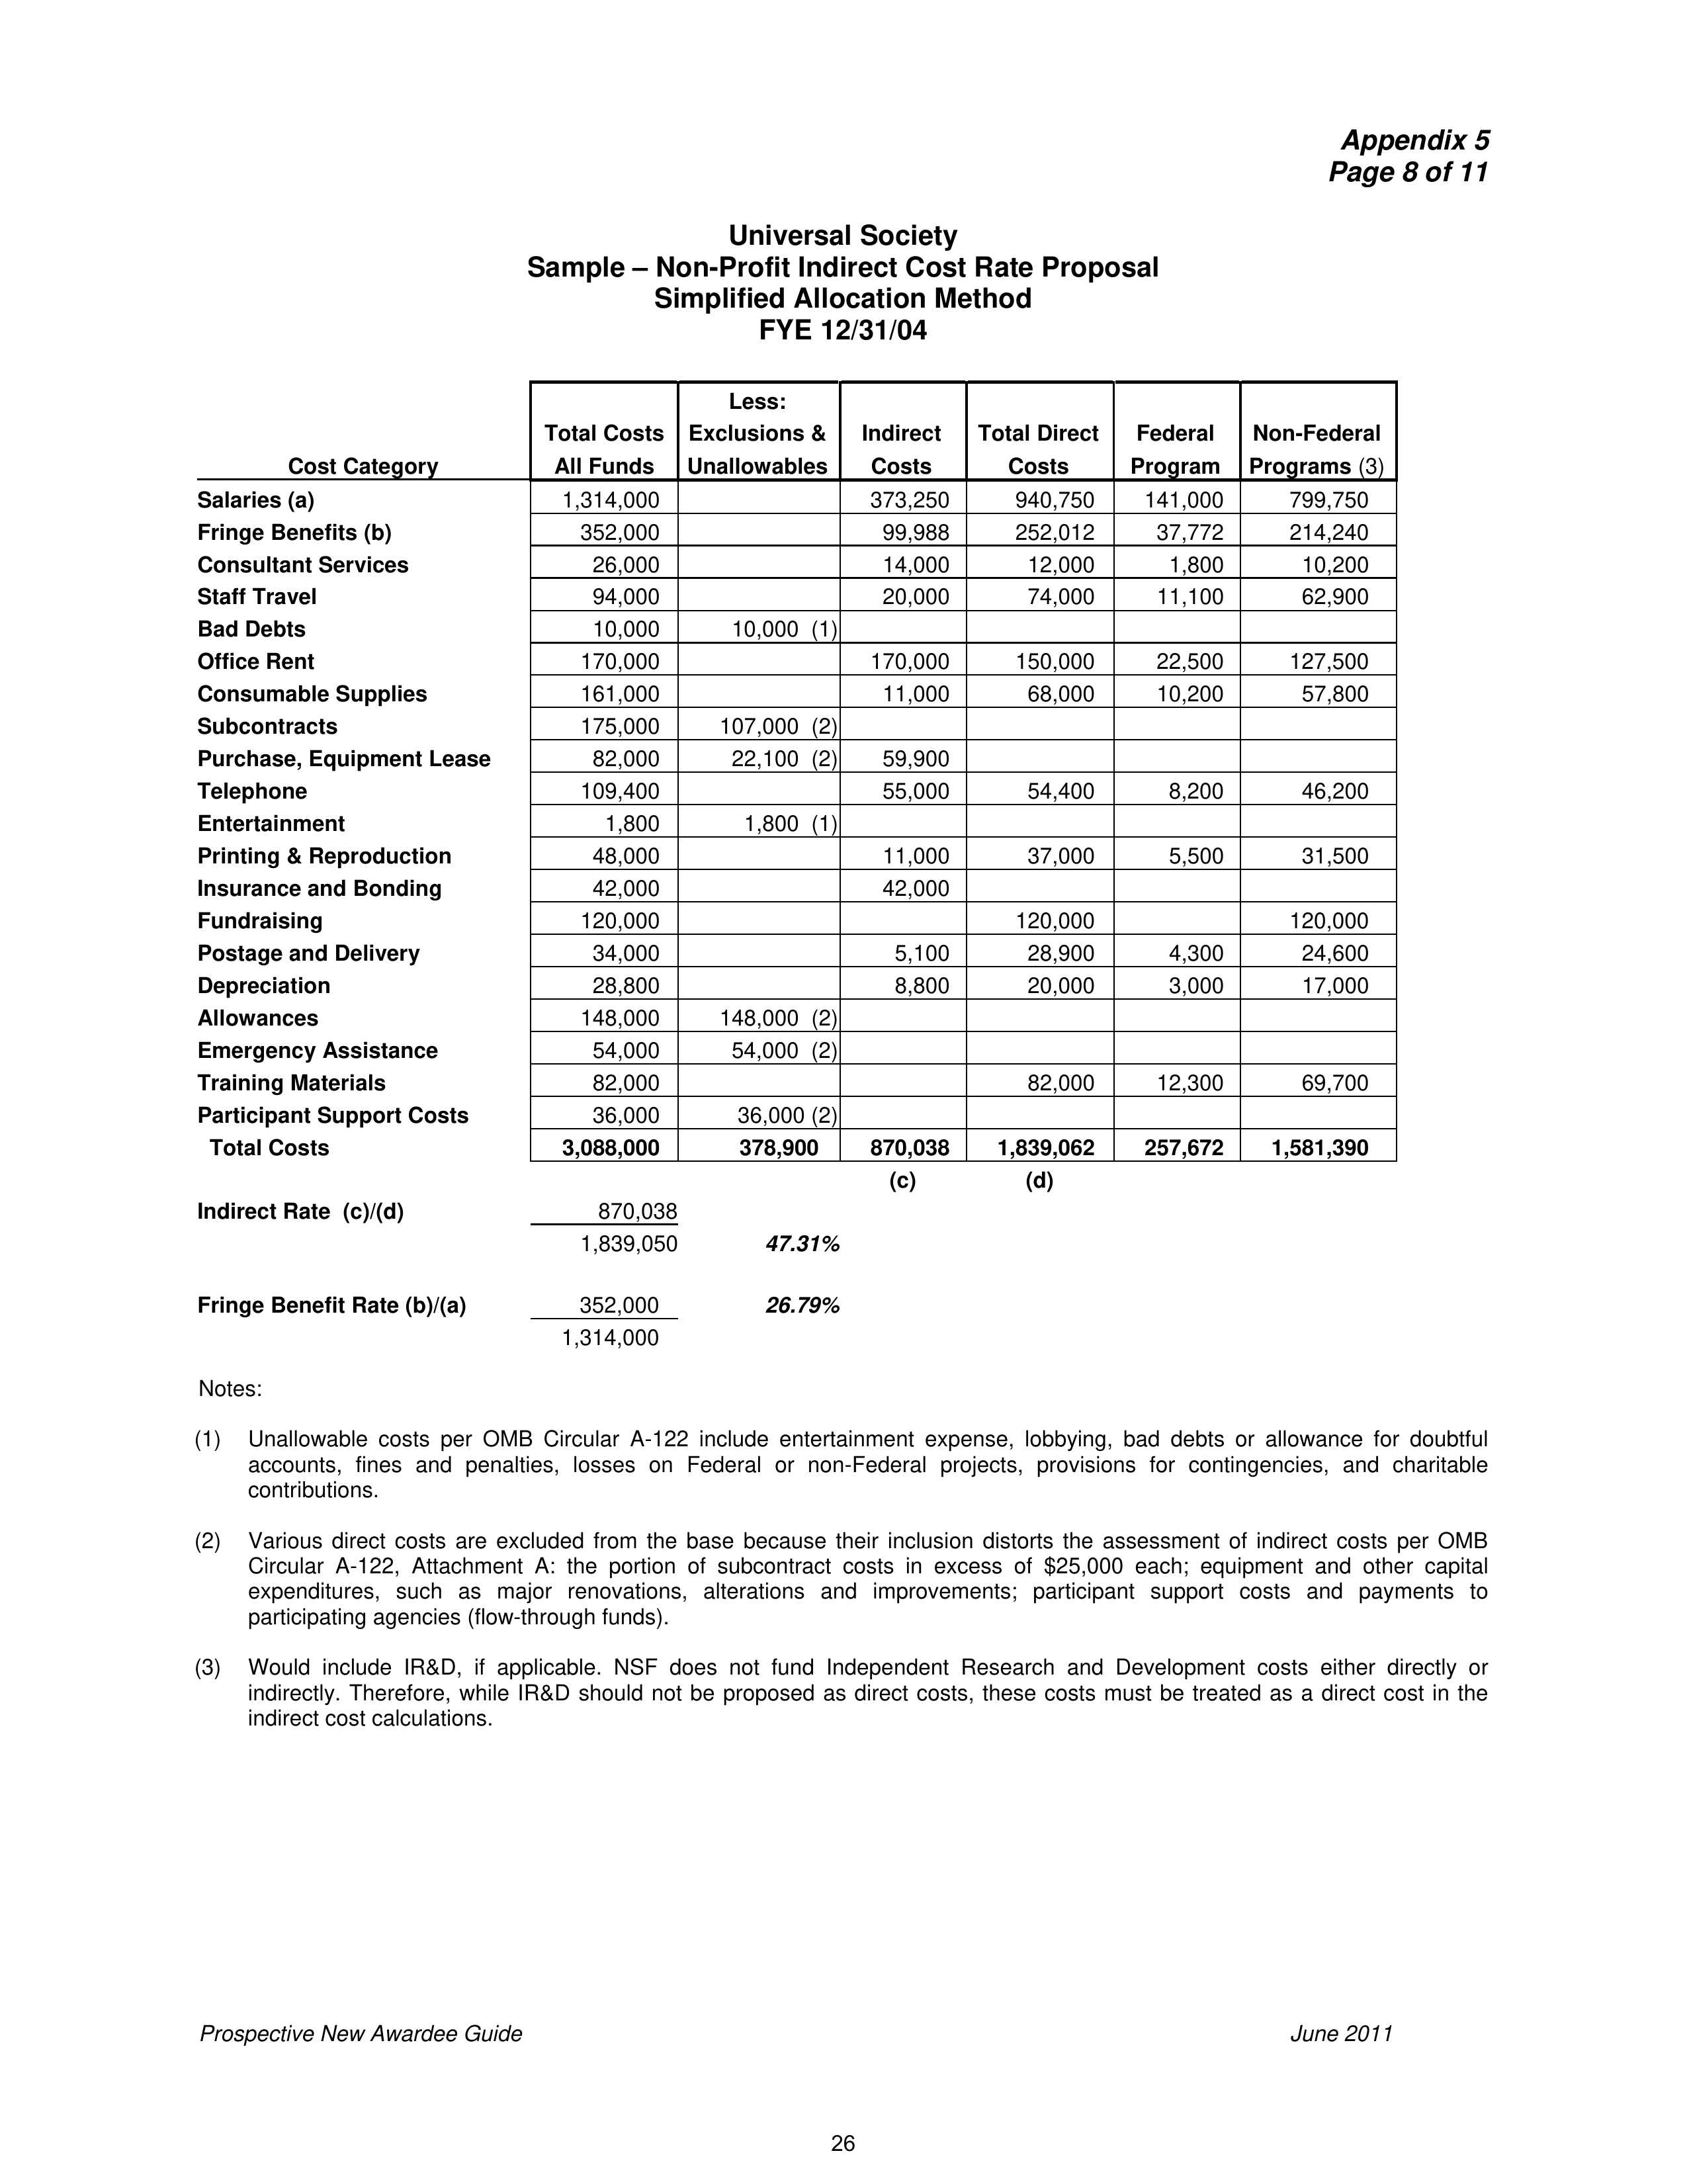 Appendix 5
Page 8 of 11
Universal Society
Sample – Non-Profit Indirect Cost Rate Proposal
Simplified Allocation Method
FYE 12/31/04
Cost Category Total Costs All Funds Less: Exclusions & Unallowables Indirect Costs Total Direct Costs Federal Program Non-Federal Programs (3)
Salaries (a) 1,314,000 373,250 940,750 141,000 799,750
Fringe Benefits (b) 352,000 99,988 252,012 37,772 214,240
Consultant Services 26,000 14,000 12,000 1,800 10,200
Staff Travel 94,000 20,000 74,000 11,100 62,900
Bad Debts 10,000 10,000 (1)
Office Rent 170,000 170,000 150,000 22,500 127,500
Consumable Supplies 161,000 11,000 68,000 10,200 57,800
Subcontracts 175,000 107,000 (2)
Purchase, Equipment Lease 82,000 22,100 (2) 59,900
Telephone 109,400 55,000 54,400 8,200 46,200
Entertainment 1,800 1,800 (1)
Printing & Reproduction 48,000 11,000 37,000 5,500 31,500
Insurance and Bonding 42,000 42,000
Fundraising 120,000 120,000 120,000
Postage and Delivery 34,000 5,100 28,900 4,300 24,600
Depreciation 28,800 8,800 20,000 3,000 17,000
Allowances 148,000 148,000 (2)
Emergency Assistance 54,000 54,000 (2)
Training Materials 82,000 82,000 12,300 69,700
Participant Support Costs 36,000 36,000 (2)
Total Costs 3,088,000 378,900 870,038 1,839,062 257,672 1,581,390
(c) (d)
Indirect Rate (c)/(d) 870,038
1,839,050 47.31%
Fringe Benefit Rate (b)/(a) 352,000 26.79%
1,314,000
Notes:
(1) Unallowable costs per OMB Circular A-122 include entertainment expense, lobbying, bad debts or allowance for doubtful
accounts, fines and penalties, losses on Federal or non-Federal projects, provisions for contingencies, and charitable
contributions.
(2) Various direct costs are excluded from the base because their inclusion distorts the assessment of indirect costs per OMB
Circular A-122, Attachment A: the portion of subcontract costs in excess of $25,000 each; equipment and other capital
expenditures, such as major renovations, alterations and improvements; participant support costs and payments to
participating agencies (flow-through funds).
(3) Would include IR&D, if applicable. NSF does not fund Independent Research and Development costs either directly or
indirectly. Therefore, while IR&D should not be proposed as direct costs, these costs must be treated as a direct cost in the
indirect cost calculations.
Prospective New Awardee Guide June 2011
26